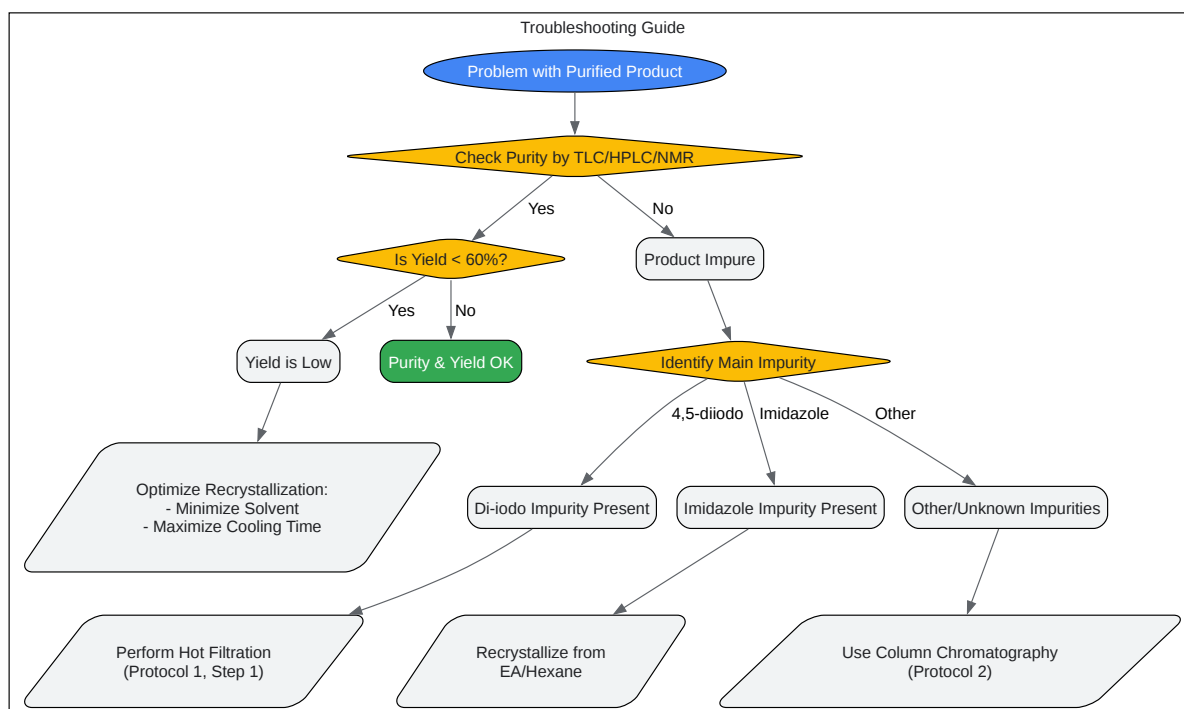 Troubleshooting Guide
Problem with Purified Product
Check Purity by TLC/HPLC/NMR
Yes
No
Is Yield < 60%?
Product Impure
Yes
No
Yield is Low
Purity & Yield OK
Identify Main Impurity
4,5-diiodo
Imidazole
Other
Optimize Recrystallization:
- Minimize Solvent
- Maximize Cooling Time
Di-iodo Impurity Present
Imidazole Impurity Present
Other/Unknown Impurities
Perform Hot Filtration
(Protocol 1, Step 1)
Recrystallize from
EA/Hexane
Use Column Chromatography
(Protocol 2)